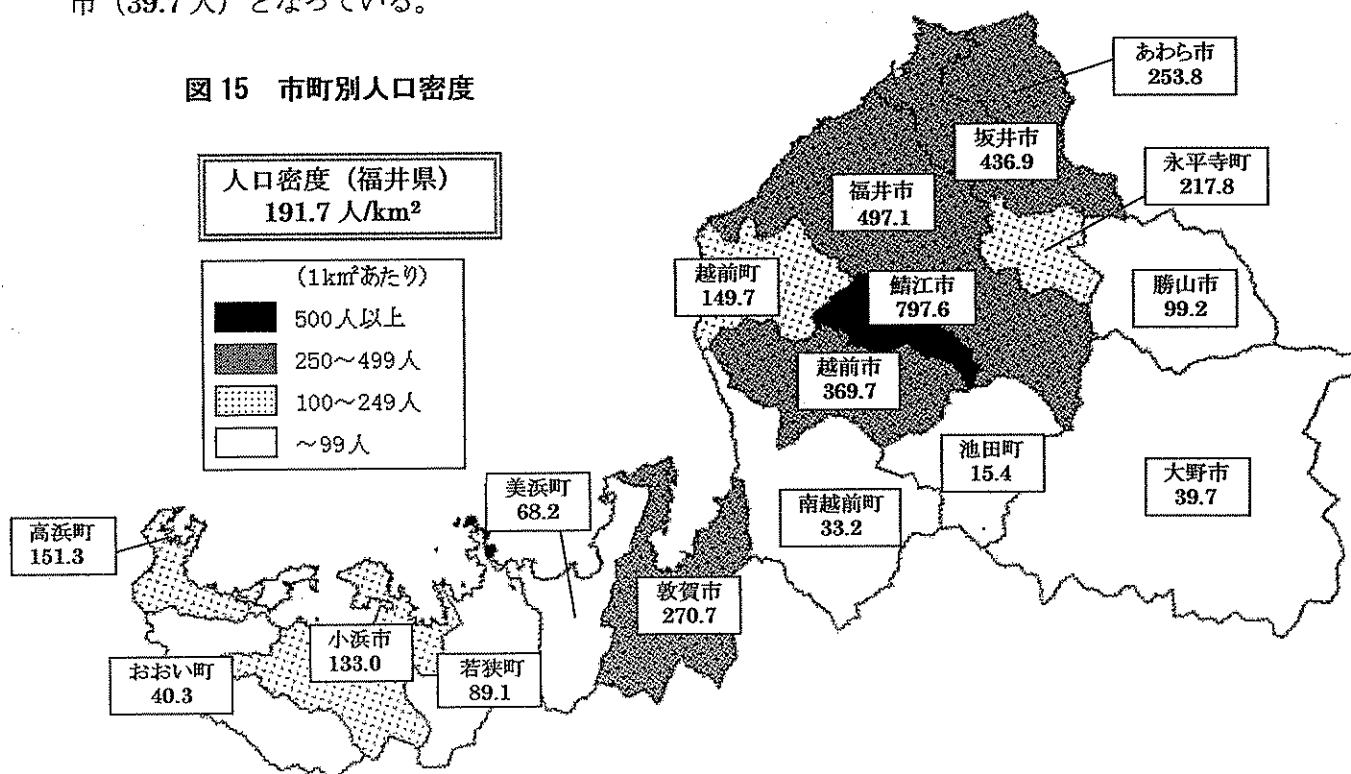 市（39.7人）となっている。
図15　市町別人口密度
人口密度（福井県）
191.7 人/km²
（1k㎡あたり）
500人以上
250～499人
100～249人
～99人
あわら市
253.8
坂井市
436.9
永平寺町
217.8
福井市
497.1
越前町
149.7
鯖江市
797.6
勝山市
99.2
越前市
369.7
池田町
15.4
大野市
39.7
南越前町
33.2
美浜町
68.2
敦賀市
270.7
高浜町
151.3
小浜市
133.0
若狭町
89.1
おおい町
40.3